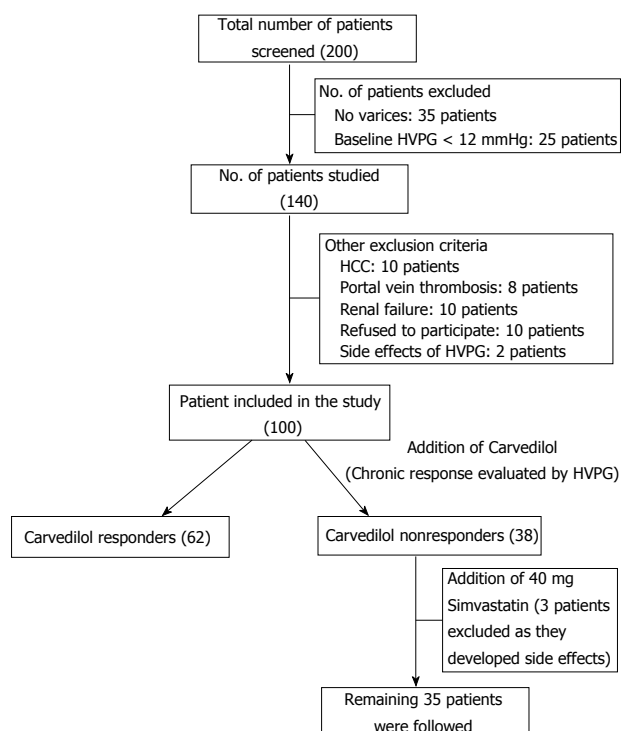 Total number of patients
screened (200)
No. of patients excluded
No varices: 35 patients
Baseline HVPG < 12 mmHg: 25 patients
No. of patients studied
(140)
Other exclusion criteria
HCC: 10 patients
Portal vein thrombosis: 8 patients
Renal failure: 10 patients
Refused to participate: 10 patients
Side effects of HVPG: 2 patients
Patient included in the study
(100)
Addition of Carvedilol
(Chronic response evaluated by HVPG)
Carvedilol responders (62)
Carvedilol nonresponders (38)
Addition of 40 mg
Simvastatin (3 patients
excluded as they
developed side effects)
Remaining 35 patients
were followed